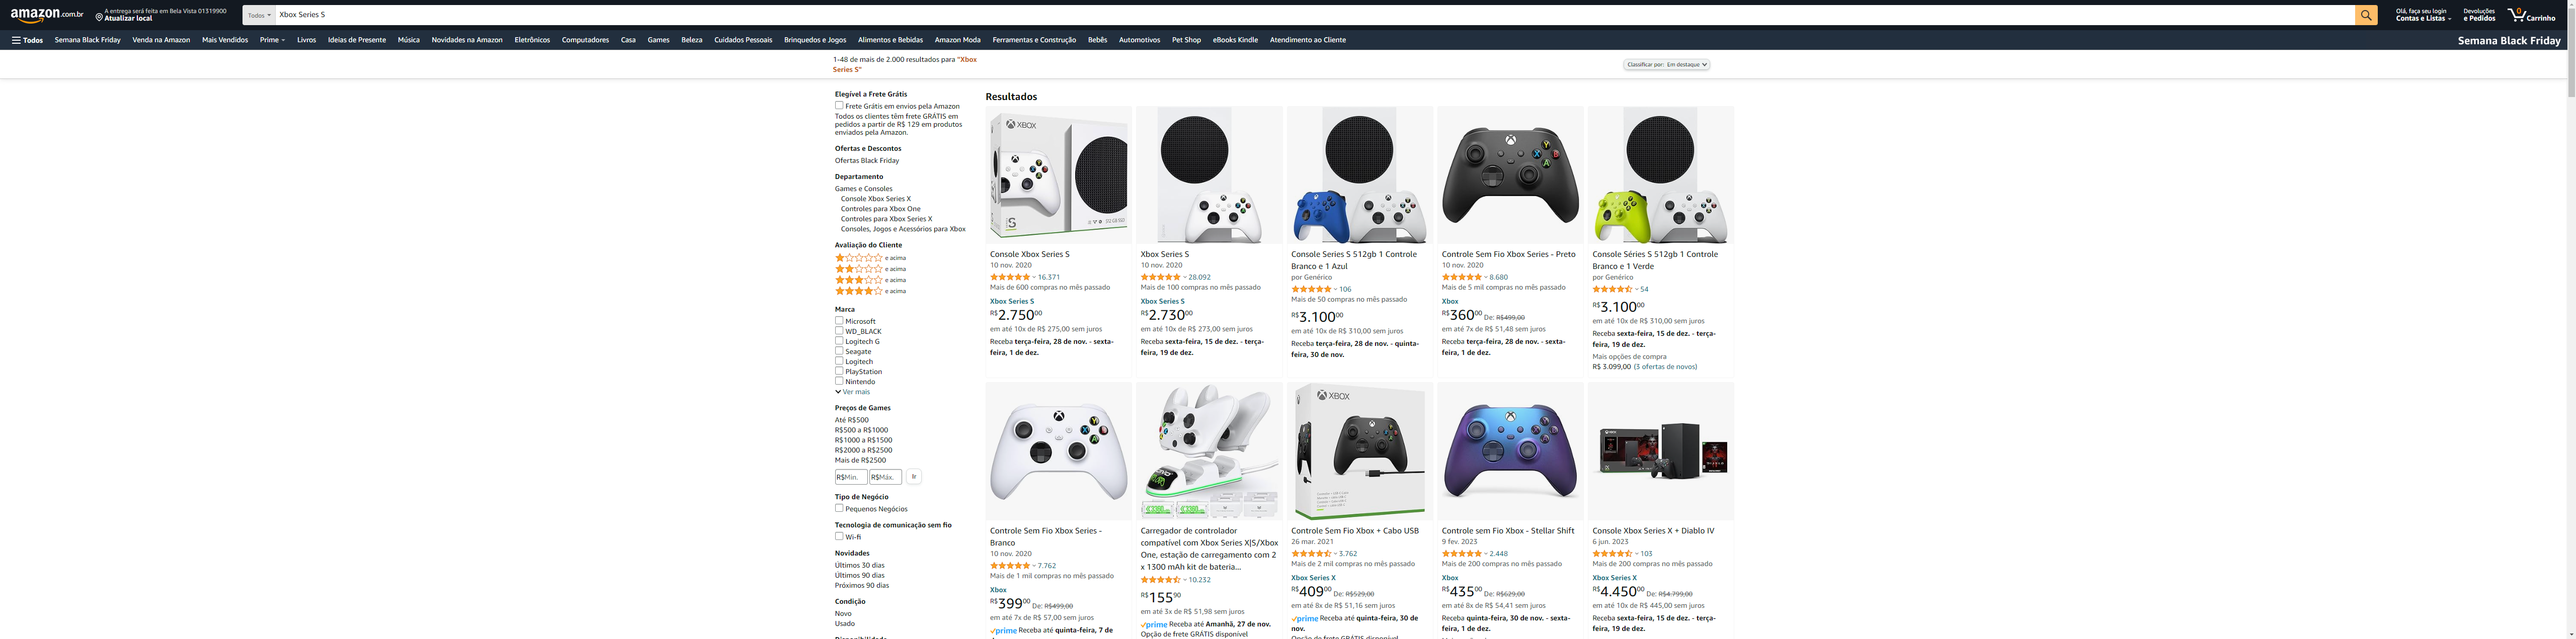 amazon.com.br
A entrega será feita em Bela Vista 01319900
Atualizar local
Todos
Xbox Series S
Olá, faça seu login
Contas e Listas
Devoluções
e Pedidos
0
Carrinho
Todos
Semana Black Friday
Venda na Amazon
Mais Vendidos
Prime
Livros
Ideias de Presente
Música
Novidades na Amazon
Eletrônicos
Computadores
Casa
Games
Beleza
Cuidados Pessoais
Brinquedos e Jogos
Alimentos e Bebidas
Amazon Moda
Ferramentas e Construção
Bebês
Automotivos
Pet Shop
eBooks Kindle
Atendimento ao Cliente
Semana Black Friday
1-48 de mais de 2.000 resultados para "Xbox
Series S"
Classificar por: Em destaque
Elegível a Frete Grátis
Frete Grátis em envios pela Amazon
Todos os clientes têm frete GRÁTIS em
pedidos a partir de R$ 129 em produtos
enviados pela Amazon.
Ofertas e Descontos
Ofertas Black Friday
Departamento
Games e Consoles
Console Xbox Series X
Controles para Xbox One
Controles para Xbox Series X
Consoles, Jogos e Acessórios para Xbox
Avaliação do Cliente
e acima
e acima
e acima
e acima
Marca
Microsoft
WD_BLACK
Logitech G
Seagate
Logitech
PlayStation
Nintendo
Ver mais
Preços de Games
Até R$500
R$500 a R$1000
R$1000 a R$1500
R$2000 a R$2500
Mais de R$2500
R$Min.
R$Máx.
Ir
Tipo de Negócio
Pequenos Negócios
Tecnologia de comunicação sem fio
Wi-fi
Novidades
Últimos 30 dias
Últimos 90 dias
Próximos 90 dias
Condição
Novo
Usado
Disponibilidade
Resultados
XBOX
S
Console Xbox Series S
10 nov. 2020
16.371
Mais de 600 compras no mês passado
Xbox Series S
R$2.75000
em até 10x de R$ 275,00 sem juros
Receba terça-feira, 28 de nov. - sexta-
feira, 1 de dez.
Xbox Series S
10 nov. 2020
28.092
Mais de 100 compras no mês passado
Xbox Series S
R$2.73000
em até 10x de R$ 273,00 sem juros
Receba sexta-feira, 15 de dez. - terça-
feira, 19 de dez.
Console Series S 512gb 1 Controle
Branco e 1 Azul
por Genérico
106
Mais de 50 compras no mês passado
R$3.10000
em até 10x de R$ 310,00 sem juros
Receba terça-feira, 28 de nov. - quinta-
feira, 30 de nov.
Y
X
B
A
Controle Sem Fio Xbox Series - Preto
10 nov. 2020
8.680
Mais de 5 mil compras no mês passado
Xbox
R$36000 De: R$499,00
em até 7x de R$ 51,48 sem juros
Receba terça-feira, 28 de nov. - sexta-
feira, 1 de dez.
Console Séries S 512gb 1 Controle
Branco e 1 Verde
por Genérico
54
R$3.10000
em até 10x de R$ 310,00 sem juros
Receba sexta-feira, 15 de dez. - terça-
feira, 19 de dez.
Mais opções de compra
R$ 3.099,00 (3 ofertas de novos)
Y
X
A
Controle Sem Fio Xbox Series -
Branco
10 nov. 2020
7.762
Mais de 1 mil compras no mês passado
Xbox
R$39900 De: R$499,00
em até 7x de R$ 57,00 sem juros
prime Receba até quinta-feira, 7 de
Carregador de controlador
compatível com Xbox Series X|S/Xbox
One, estação de carregamento com 2
x 1300 mAh kit de bateria...
10.232
R$15590
em até 3x de R$ 51,98 sem juros
prime Receba até Amanhã, 27 de nov.
Opção de frete GRÁTIS disponível
XBOX
Controle Sem Fio Xbox + Cabo USB
26 mar. 2021
3.762
Mais de 2 mil compras no mês passado
Xbox Series X
R$40900 De: R$529,00
em até 8x de R$ 51,16 sem juros
prime Receba até quinta-feira, 30 de
nov.
Opção de frete GRÁTIS disponível
Controle sem Fio Xbox - Stellar Shift
9 fev. 2023
2.448
Mais de 200 compras no mês passado
Xbox
R$43500 De: R$629,00
em até 8x de R$ 54,41 sem juros
Receba quinta-feira, 30 de nov. - sexta-
feira, 1 de dez.
Console Xbox Series X + Diablo IV
6 jun. 2023
103
Mais de 200 compras no mês passado
Xbox Series X
R$4.45000 De: R$4.799,00
em até 10x de R$ 445,00 sem juros
Receba sexta-feira, 15 de dez. - terça-
feira, 19 de dez.